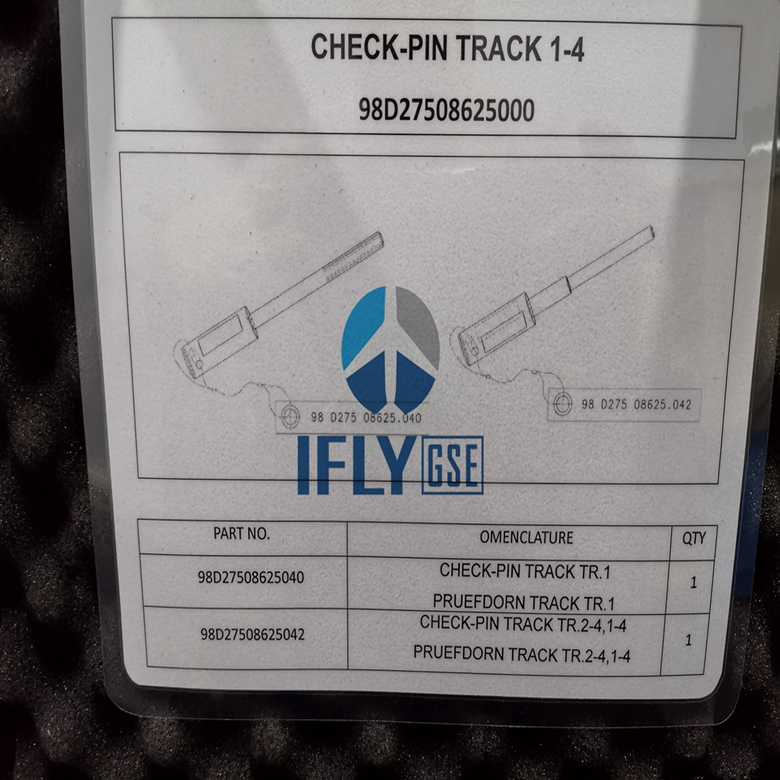 CHECK-PIN TRACK 1-4
98D27508625000
98 D275 08625.040
98 D275 08625.042
IFLY GSE
PART NO. OMENCLATURE QTY
98D27508625040 CHECK-PIN TRACK TR.1 1
PRUEFDORN TRACK TR.1
98D27508625042 CHECK-PIN TRACK TR.2-4,1-4 1
PRUEFDORN TRACK TR.2-4,1-4